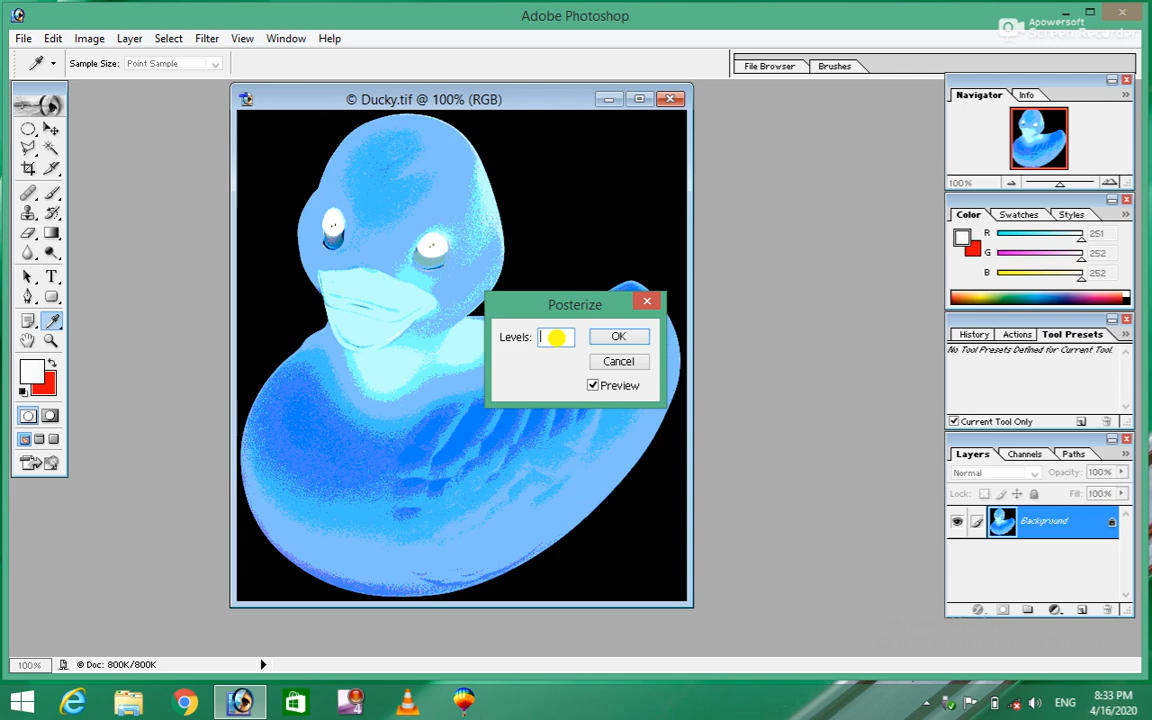 Adobe Photoshop
Apowersoft
Screen Recorder
File Edit Image Layer Select Filter View Window Help
Sample Size: Point Sample
File Browser Brushes
© Ducky.tif @ 100% (RGB)
Navigator Info
100%
Color Swatches Styles
R 251
G 252
B 252
Posterize
Levels:
OK
Cancel
Preview
History Actions Tool Presets
No Tool Presets Defined for Current Tool.
Current Tool Only
Layers Channels Paths
Normal Opacity: 100%
Lock: Fill: 100%
Background
100% © Doc: 800K/800K
ENG
8:33 PM
4/16/2020